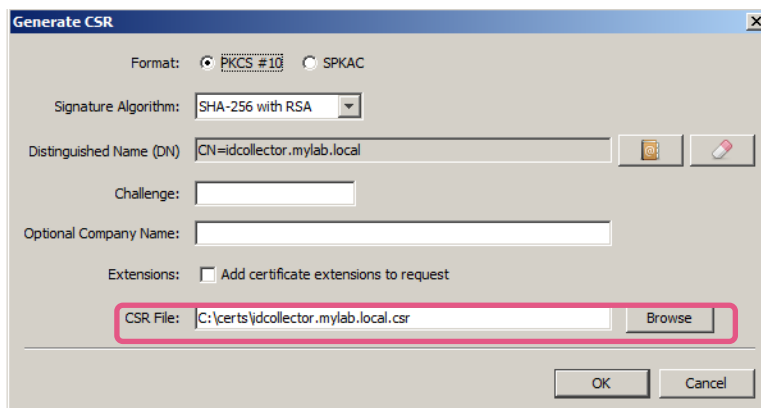 Generate CSR
Format: PKCS #10 SPKAC
Signature Algorithm: SHA-256 with RSA
Distinguished Name (DN) CN=idcollector.mylab.local
Challenge:
Optional Company Name:
Extensions: Add certificate extensions to request
CSR File: C:\certs\idcollector.mylab.local.csr Browse
OK Cancel